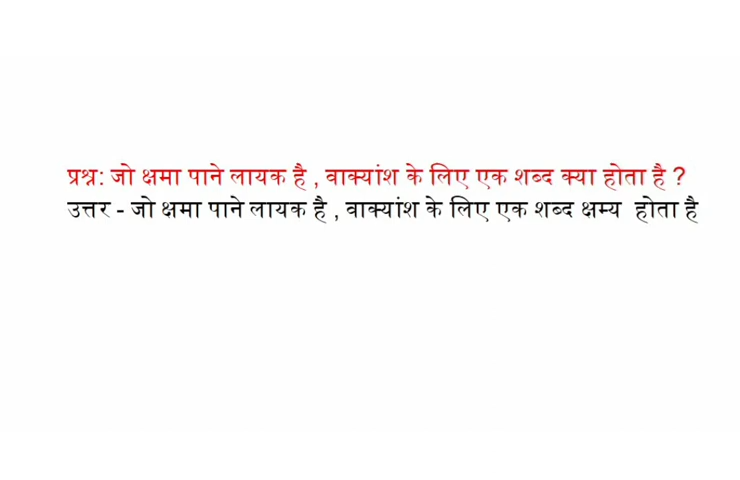 प्रश्न: जो क्षमा पाने लायक है , वाक्यांश के लिए एक शब्द क्या होता है ?
उत्तर - जो क्षमा पाने लायक है , वाक्यांश के लिए एक शब्द क्षम्य होता है